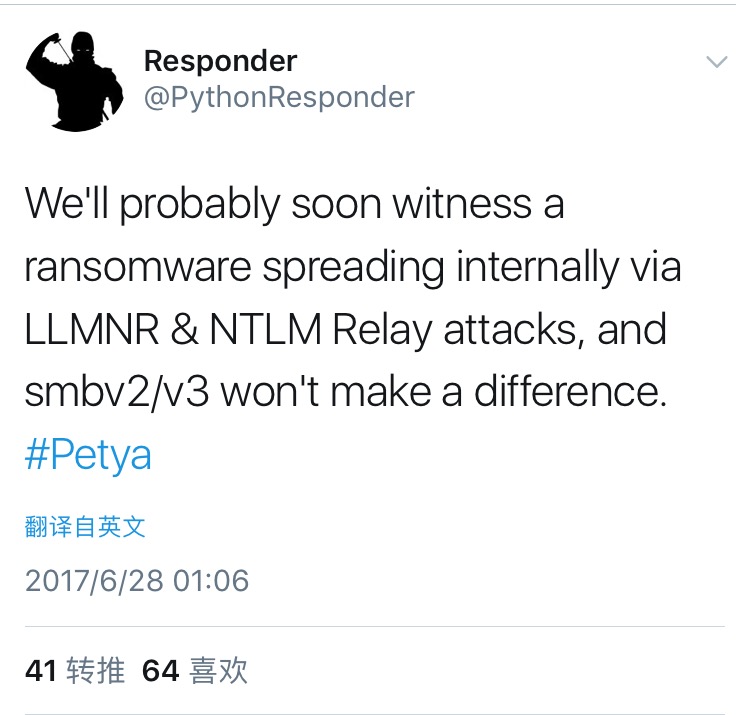 Responder
@PythonResponder
We'll probably soon witness a
ransomware spreading internally via
LLMNR & NTLM Relay attacks, and
smbv2/v3 won't make a difference.
#Petya
翻译自英文
2017/6/28 01:06
41 转推 64 喜欢